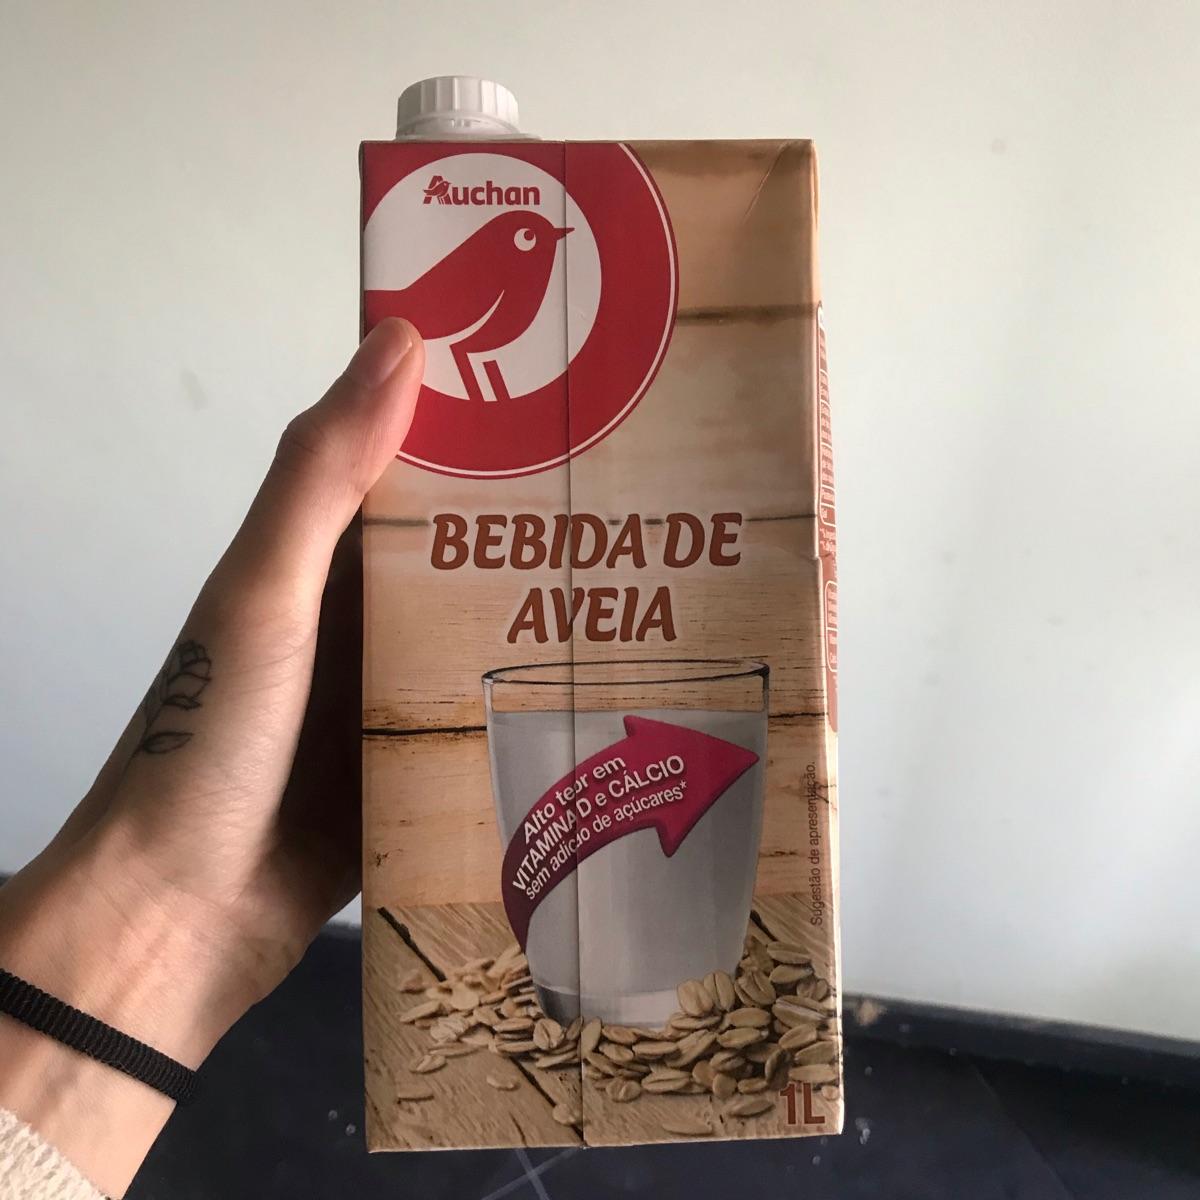 Auchan
BEBIDA DE
AVEIA
Alto teor em
VITAMINA D e CÁLCIO
sem adição de açúcares*
Sugestão de apresentação.
1L